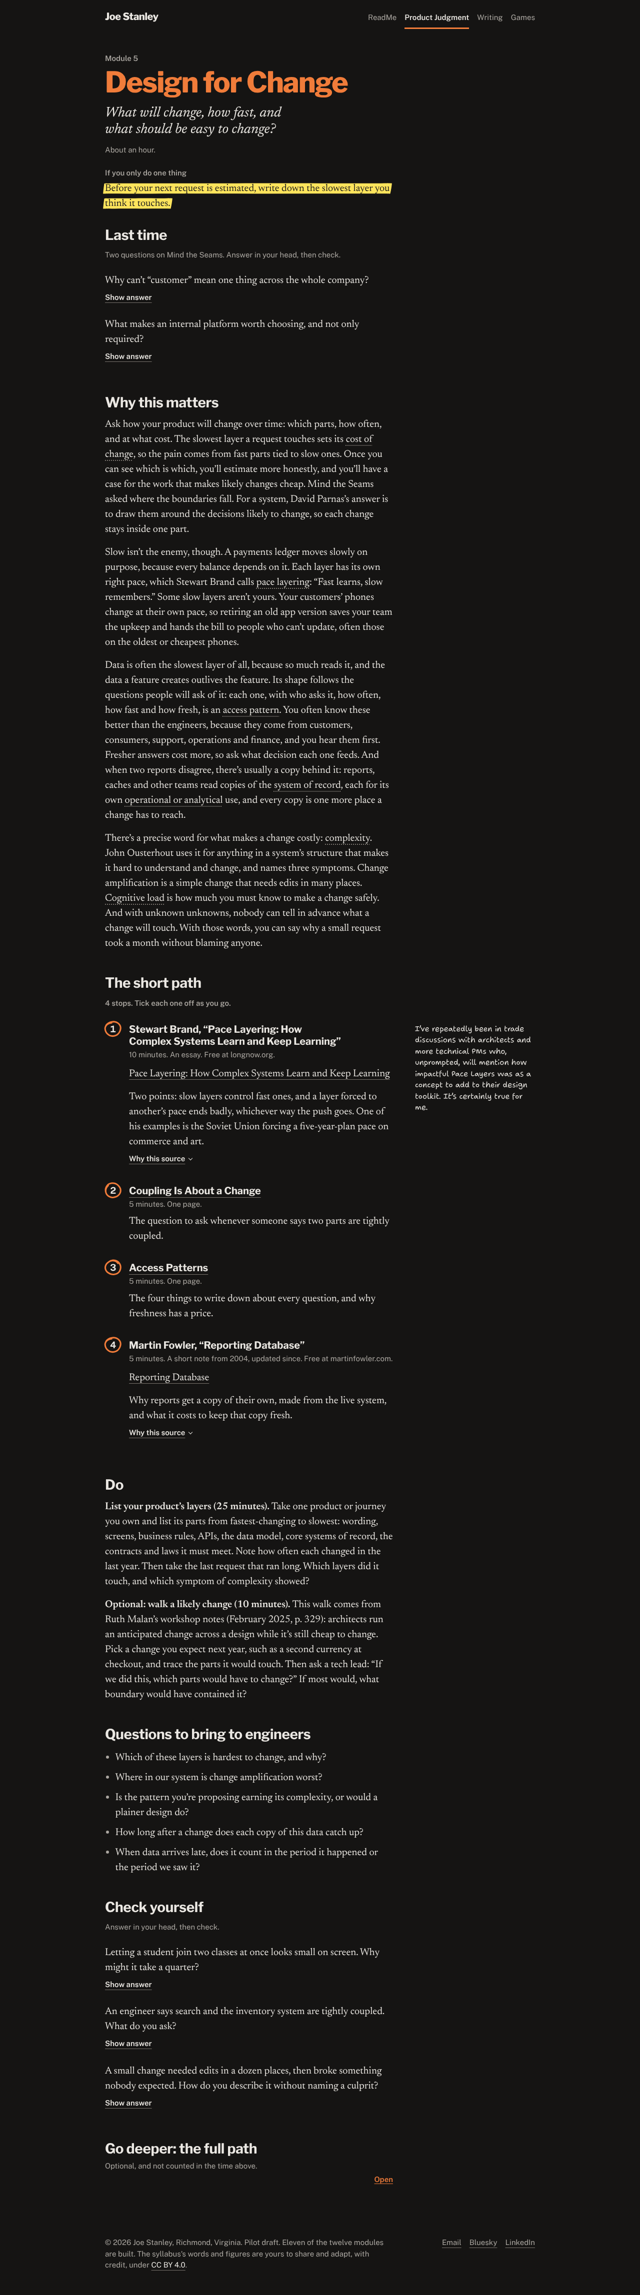 Joe Stanley
ReadMe Product Judgment Writing Games
Module 5
Design for Change
What will change, how fast, and
what should be easy to change?
About an hour.
If you only do one thing
Before your next request is estimated, write down the slowest layer you
think it touches.
Last time
Two questions on Mind the Seams. Answer in your head, then check.
Why can’t “customer” mean one thing across the whole company?
Show answer
What makes an internal platform worth choosing, and not only
required?
Show answer
Why this matters
Ask how your product will change over time: which parts, how often,
and at what cost. The slowest layer a request touches sets its cost of
change, so the pain comes from fast parts tied to slow ones. Once you
can see which is which, you’ll estimate more honestly, and you’ll have a
case for the work that makes likely changes cheap. Mind the Seams
asked where the boundaries fall. For a system, David Parnas’s answer is
to draw them around the decisions likely to change, so each change
stays inside one part.
Slow isn’t the enemy, though. A payments ledger moves slowly on
purpose, because every balance depends on it. Each layer has its own
right pace, which Stewart Brand calls pace layering: “Fast learns, slow
remembers.” Some slow layers aren’t yours. Your customers’ phones
change at their own pace, so retiring an old app version saves your team
the upkeep and hands the bill to people who can’t update, often those
on the oldest or cheapest phones.
Data is often the slowest layer of all, because so much reads it, and the
data a feature creates outlives the feature. Its shape follows the
questions people will ask of it: each one, with who asks it, how often,
how fast and how fresh, is an access pattern. You often know these
better than the engineers, because they come from customers,
consumers, support, operations and finance, and you hear them first.
Fresher answers cost more, so ask what decision each one feeds. And
when two reports disagree, there’s usually a copy behind it: reports,
caches and other teams read copies of the system of record, each for its
own operational or analytical use, and every copy is one more place a
change has to reach.
There’s a precise word for what makes a change costly: complexity.
John Ousterhout uses it for anything in a system’s structure that makes
it hard to understand and change, and names three symptoms. Change
amplification is a simple change that needs edits in many places.
Cognitive load is how much you must know to make a change safely.
And with unknown unknowns, nobody can tell in advance what a
change will touch. With those words, you can say why a small request
took a month without blaming anyone.
The short path
4 stops. Tick each one off as you go.
1
Stewart Brand, “Pace Layering: How
Complex Systems Learn and Keep Learning”
10 minutes. An essay. Free at longnow.org.
Pace Layering: How Complex Systems Learn and Keep Learning
Two points: slow layers control fast ones, and a layer forced to
another’s pace ends badly, whichever way the push goes. One of
his examples is the Soviet Union forcing a five-year-plan pace on
commerce and art.
Why this source
I’ve repeatedly been in trade
discussions with architects and
more technical PMs who,
unprompted, will mention how
impactful Pace Layers was as a
concept to add to their design
toolkit. It’s certainly true for
me.
2
Coupling Is About a Change
5 minutes. One page.
The question to ask whenever someone says two parts are tightly
coupled.
3
Access Patterns
5 minutes. One page.
The four things to write down about every question, and why
freshness has a price.
4
Martin Fowler, “Reporting Database”
5 minutes. A short note from 2004, updated since. Free at martinfowler.com.
Reporting Database
Why reports get a copy of their own, made from the live system,
and what it costs to keep that copy fresh.
Why this source
Do
List your product’s layers (25 minutes). Take one product or journey
you own and list its parts from fastest-changing to slowest: wording,
screens, business rules, APIs, the data model, core systems of record, the
contracts and laws it must meet. Note how often each changed in the
last year. Then take the last request that ran long. Which layers did it
touch, and which symptom of complexity showed?
Optional: walk a likely change (10 minutes). This walk comes from
Ruth Malan’s workshop notes (February 2025, p. 329): architects run
an anticipated change across a design while it’s still cheap to change.
Pick a change you expect next year, such as a second currency at
checkout, and trace the parts it would touch. Then ask a tech lead: “If
we did this, which parts would have to change?” If most would, what
boundary would have contained it?
Questions to bring to engineers
Which of these layers is hardest to change, and why?
Where in our system is change amplification worst?
Is the pattern you’re proposing earning its complexity, or would a
plainer design do?
How long after a change does each copy of this data catch up?
When data arrives late, does it count in the period it happened or
the period we saw it?
Check yourself
Answer in your head, then check.
Letting a student join two classes at once looks small on screen. Why
might it take a quarter?
Show answer
An engineer says search and the inventory system are tightly coupled.
What do you ask?
Show answer
A small change needed edits in a dozen places, then broke something
nobody expected. How do you describe it without naming a culprit?
Show answer
Go deeper: the full path
Optional, and not counted in the time above.
Open
© 2026 Joe Stanley, Richmond, Virginia. Pilot draft. Eleven of the twelve modules
are built. The syllabus’s words and figures are yours to share and adapt, with
credit, under CC BY 4.0.
Email Bluesky LinkedIn